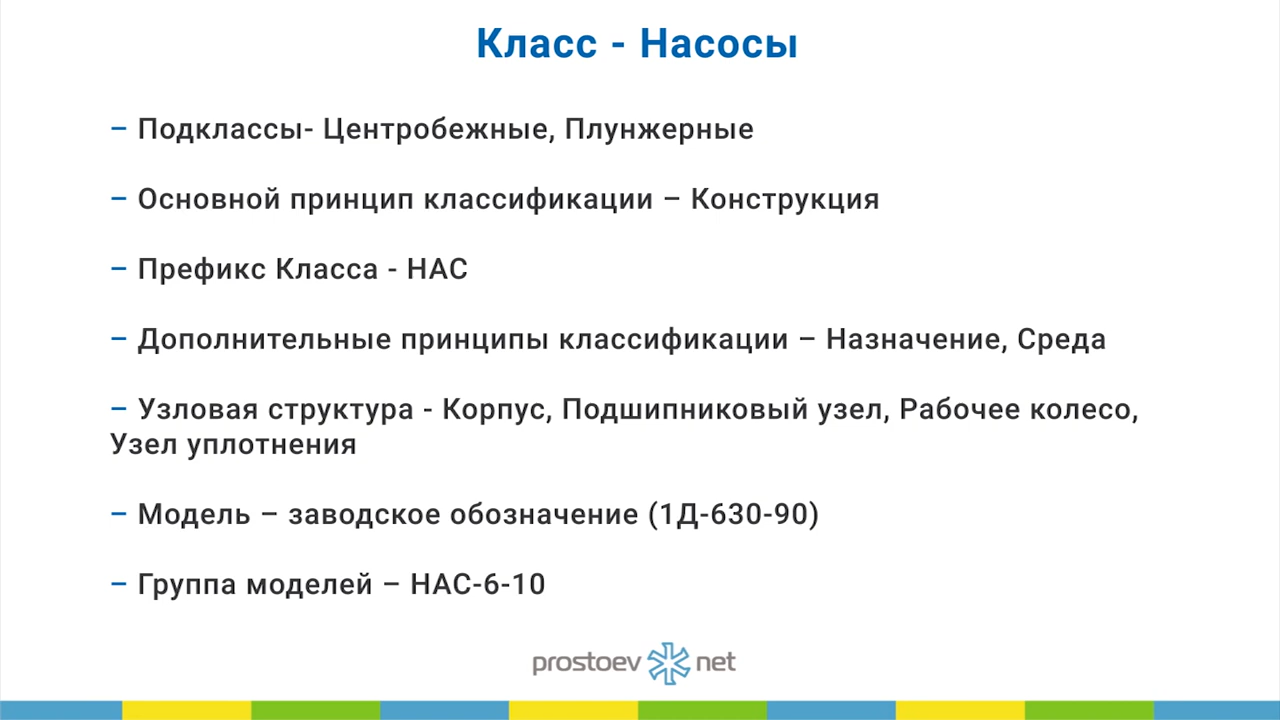 Класс - Насосы
– Подклассы- Центробежные, Плунжерные
– Основной принцип классификации – Конструкция
– Префикс Класса - НАС
– Дополнительные принципы классификации – Назначение, Среда
– Узловая структура - Корпус, Подшипниковый узел, Рабочее колесо,
Узел уплотнения
– Модель – заводское обозначение (1Д-630-90)
– Группа моделей – НАС-6-10
prostoev net